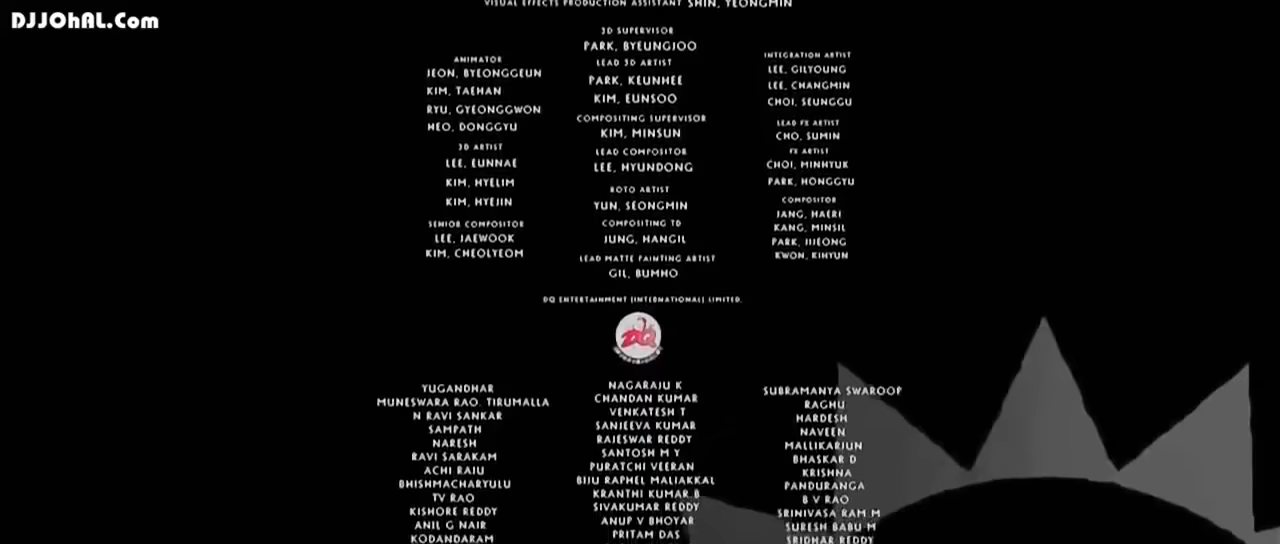 DJJOhAL.Com
VISUAL EFFECTS PRODUCTION ASSISTANT SHIN, YEONGMIN
ANIMATOR
JEON, BYEONGGEUN
KIM, TAEHAN
RYU, GYEONGGWON
HEO, DONGGYU
3D ARTIST
LEE, EUNNAE
KIM, HYELIM
KIM, HYEJIN
SENIOR COMPOSITOR
LEE, JAEWOOK
KIM, CHEOLYEOM
3D SUPERVISOR
PARK, BYEUNGJOO
LEAD 3D ARTIST
PARK, KEUNHEE
KIM, EUNSOO
COMPOSITING SUPERVISOR
KIM, MINSUN
LEAD COMPOSITOR
LEE, HYUNDONG
ROTO ARTIST
YUN, SEONGMIN
COMPOSITING TD
JUNG, HANGIL
LEAD MATTE PAINTING ARTIST
GIL, BUMHO
INTEGRATION ARTIST
LEE, GILYOUNG
LEE, CHANGMIN
CHOI, SEUNGGU
LEAD FX ARTIST
CHO, SUMIN
FX ARTIST
CHOI, MINHYUK
PARK, HONGGYU
COMPOSITOR
JANG, HAERI
KANG, MINSIL
PARK, JIJEONG
KWON, KIHYUN
DQ ENTERTAINMENT (INTERNATIONAL) LIMITED.
DQ
YUGANDHAR
MUNESWARA RAO. TIRUMALLA
N RAVI SANKAR
SAMPATH
NARESH
RAVI SARAKAM
ACHI RAJU
BHISHMACHARYULU
TV RAO
KISHORE REDDY
ANIL G NAIR
KODANDARAM
NAGARAJU K
CHANDAN KUMAR
VENKATESH T
SANJEEVA KUMAR
RAJESWAR REDDY
SANTOSH M Y
PURATCHI VEERAN
BIJU RAPHEL MALIAKKAL
KRANTHI KUMAR.B
SIVAKUMAR REDDY
ANUP V BHOYAR
PRITAM DAS
SUBRAMANYA SWAROOP
RAGHU
HARDESH
NAVEEN
MALLIKARJUN
BHASKAR D
KRISHNA
PANDURANGA
B V RAO
SRINIVASA RAM M
SURESH BABU M
SRIDHAR REDDY